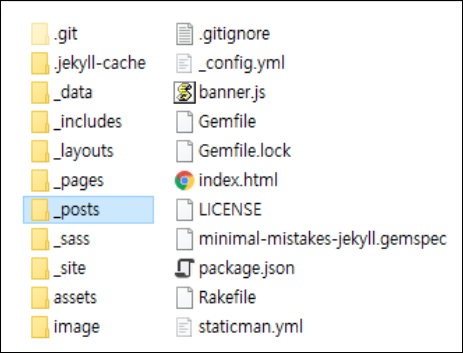 .git
.jekyll-cache
_data
_includes
_layouts
_pages
_posts
_sass
_site
assets
image
.gitignore
_config.yml
banner.js
Gemfile
Gemfile.lock
index.html
LICENSE
minimal-mistakes-jekyll.gemspec
package.json
Rakefile
staticman.yml